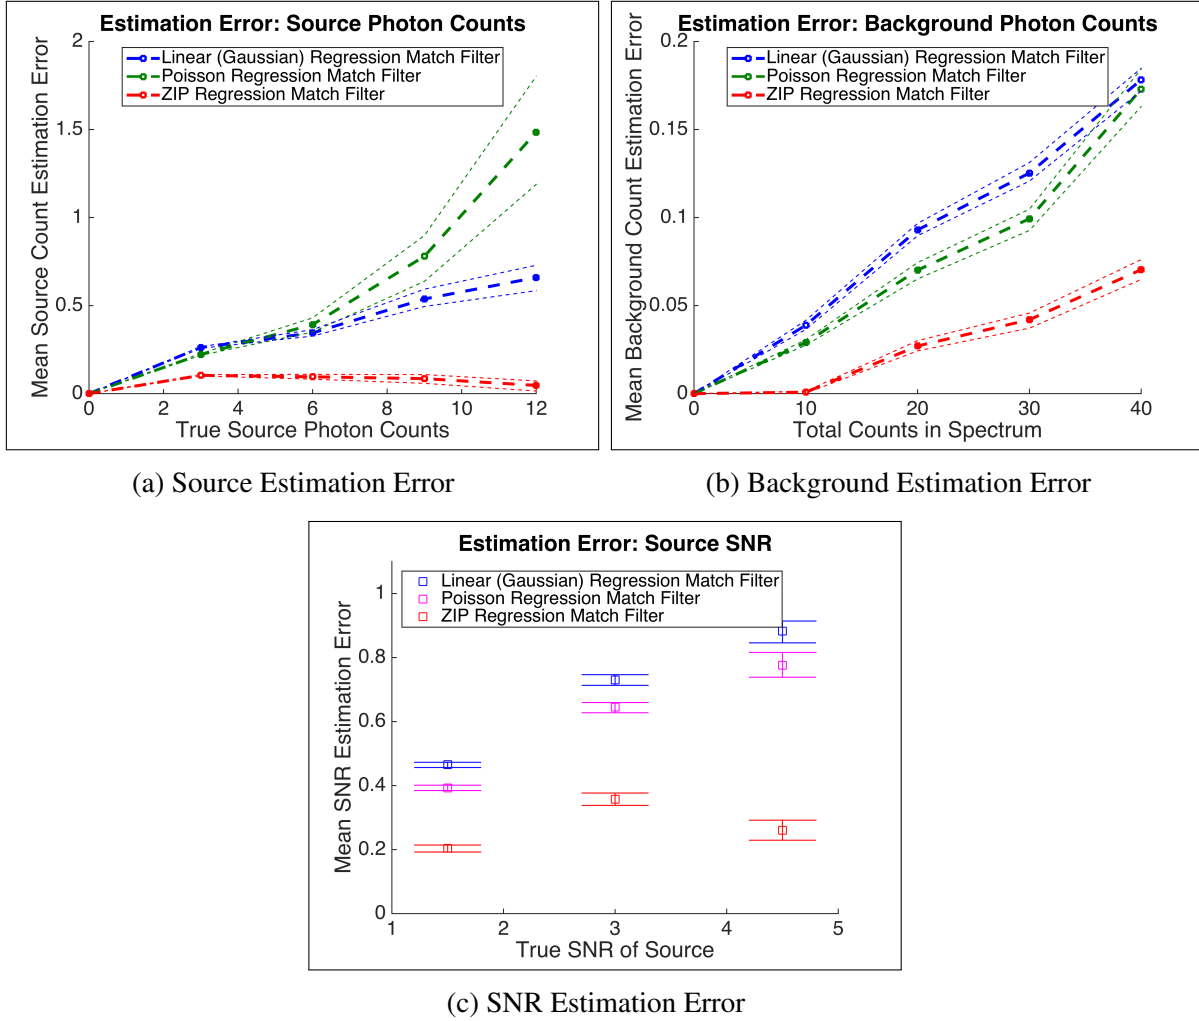 Estimation Error: Source Photon Counts
Linear (Gaussian) Regression Match Filter
Poisson Regression Match Filter
ZIP Regression Match Filter
Mean Source Count Estimation Error
2
1.5
1
0.5
0
0 2 4 6 8 10 12
True Source Photon Counts
(a) Source Estimation Error
Estimation Error: Background Photon Counts
Linear (Gaussian) Regression Match Filter
Poisson Regression Match Filter
ZIP Regression Match Filter
Mean Background Count Estimation Error
0.2
0.15
0.1
0.05
0
0 10 20 30 40
Total Counts in Spectrum
(b) Background Estimation Error
Estimation Error: Source SNR
Linear (Gaussian) Regression Match Filter
Poisson Regression Match Filter
ZIP Regression Match Filter
Mean SNR Estimation Error
1
0.8
0.6
0.4
0.2
0
1 2 3 4 5
True SNR of Source
(c) SNR Estimation Error